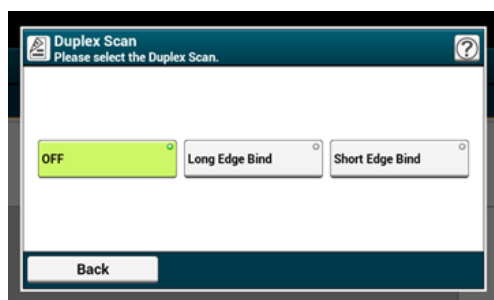 Duplex Scan
Please select the Duplex Scan.
?
OFF
Long Edge Bind
Short Edge Bind
Back